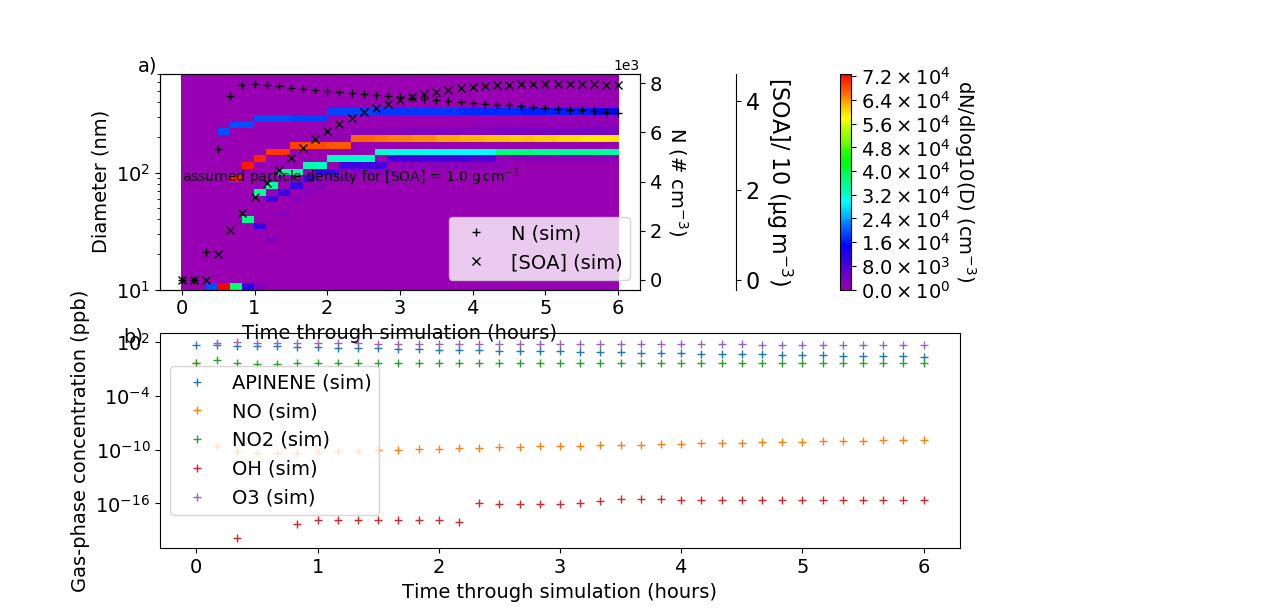 a)
1e3
Diameter (nm)
10²
10¹
assumed particle density for [SOA] = 1.0 g cm⁻³
N (sim)
[SOA] (sim)
0 1 2 3 4 5 6
Time through simulation (hours)
8
6
4
2
0
N (# cm⁻³)
4
2
0
[SOA]/ 10 (µg m⁻³)
7.2 × 10⁴
6.4 × 10⁴
5.6 × 10⁴
4.8 × 10⁴
4.0 × 10⁴
3.2 × 10⁴
2.4 × 10⁴
1.6 × 10⁴
8.0 × 10³
0.0 × 10⁰
dN/dlog10(D) (cm⁻³)
b)
Gas-phase concentration (ppb)
10²
10⁻⁴
10⁻¹⁰
10⁻¹⁶
APINENE (sim)
NO (sim)
NO2 (sim)
OH (sim)
O3 (sim)
0 1 2 3 4 5 6
Time through simulation (hours)